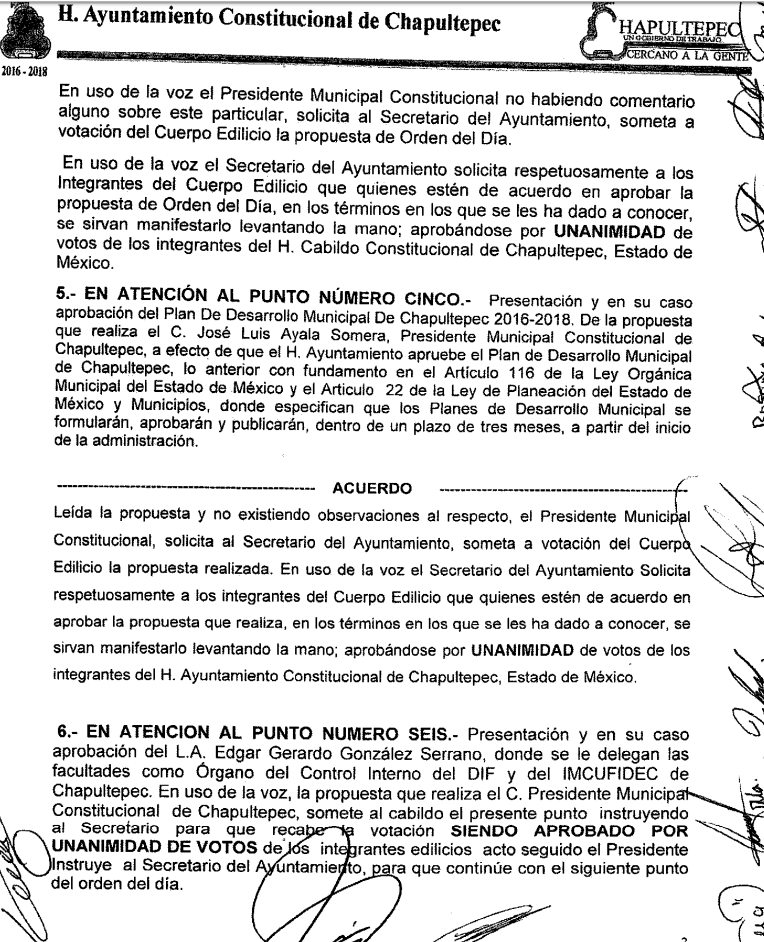 H. Ayuntamiento Constitucional de Chapultepec
HAPULTEPEC
UN GOBIERNO DE TRABAJO
CERCANO A LA GENTE
2016 - 2018
En uso de la voz el Presidente Municipal Constitucional no habiendo comentario
alguno sobre este particular, solicita al Secretario del Ayuntamiento, someta a
votación del Cuerpo Edilicio la propuesta de Orden del Día.
En uso de la voz el Secretario del Ayuntamiento solicita respetuosamente a los
Integrantes del Cuerpo Edilicio que quienes estén de acuerdo en aprobar la
propuesta de Orden del Día, en los términos en los que se les ha dado a conocer,
se sirvan manifestarlo levantando la mano; aprobándose por UNANIMIDAD de
votos de los integrantes del H. Cabildo Constitucional de Chapultepec, Estado de
México.
5.- EN ATENCIÓN AL PUNTO NÚMERO CINCO.- Presentación y en su caso
aprobación del Plan De Desarrollo Municipal De Chapultepec 2016-2018. De la propuesta
que realiza el C. José Luis Ayala Somera, Presidente Municipal Constitucional de
Chapultepec, a efecto de que el H. Ayuntamiento apruebe el Plan de Desarrollo Municipal
de Chapultepec, lo anterior con fundamento en el Artículo 116 de la Ley Orgánica
Municipal del Estado de México y el Articulo 22 de la Ley de Planeación del Estado de
México y Municipios, donde especifican que los Planes de Desarrollo Municipal se
formularán, aprobarán y publicarán, dentro de un plazo de tres meses, a partir del inicio
de la administración.
------------------------------------------- ACUERDO -------------------------------------------
Leída la propuesta y no existiendo observaciones al respecto, el Presidente Municipal
Constitucional, solicita al Secretario del Ayuntamiento, someta a votación del Cuerpo
Edilicio la propuesta realizada. En uso de la voz el Secretario del Ayuntamiento Solicita
respetuosamente a los integrantes del Cuerpo Edilicio que quienes estén de acuerdo en
aprobar la propuesta que realiza, en los términos en los que se les ha dado a conocer, se
sirvan manifestarlo levantando la mano; aprobándose por UNANIMIDAD de votos de los
integrantes del H. Ayuntamiento Constitucional de Chapultepec, Estado de México.
6.- EN ATENCION AL PUNTO NUMERO SEIS.- Presentación y en su caso
aprobación del L.A. Edgar Gerardo González Serrano, donde se le delegan las
facultades como Órgano del Control Interno del DIF y del IMCUFIDEC de
Chapultepec. En uso de la voz, la propuesta que realiza el C. Presidente Municipal
Constitucional de Chapultepec, somete al cabildo el presente punto instruyendo
al Secretario para que recabe la votación SIENDO APROBADO POR
UNANIMIDAD DE VOTOS de los integrantes edilicios acto seguido el Presidente
Instruye al Secretario del Ayuntamiento, para que continúe con el siguiente punto
del orden del día.